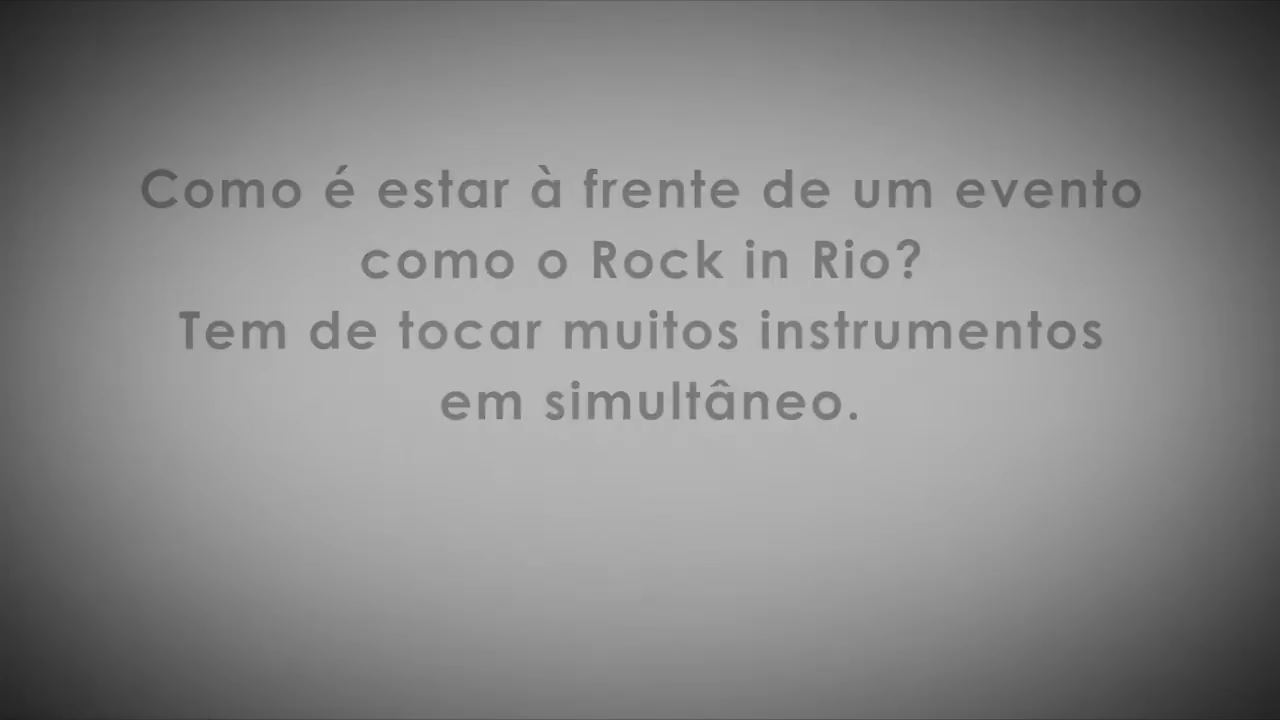 Como é estar à frente de um evento
como o Rock in Rio?
Tem de tocar muitos instrumentos
em simultâneo.